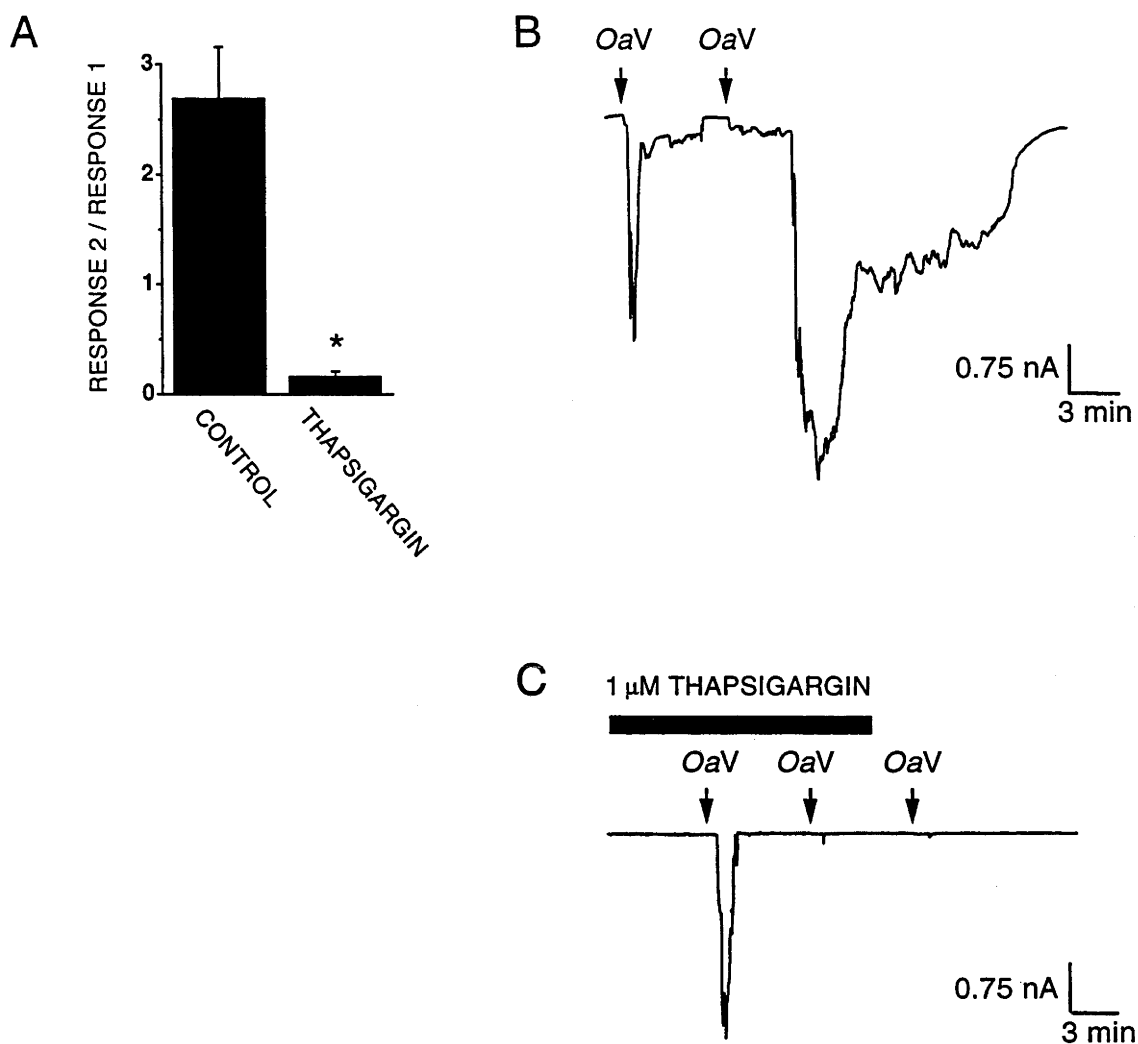 A
RESPONSE 2 / RESPONSE 1
3
2
1
0
*
CONTROL
THAPSIGARGIN
B
OaV OaV
0.75 nA
3 min
C
1 μM THAPSIGARGIN
OaV OaV OaV
0.75 nA
3 min